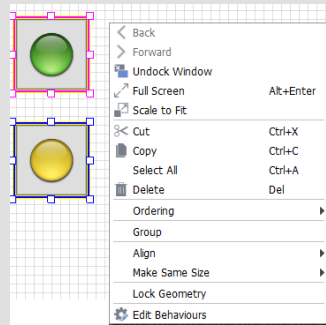 Back
Forward
Undock Window
Full Screen Alt+Enter
Scale to Fit
Cut Ctrl+X
Copy Ctrl+C
Select All Ctrl+A
Delete Del
Ordering
Group
Align
Make Same Size
Lock Geometry
Edit Behaviours